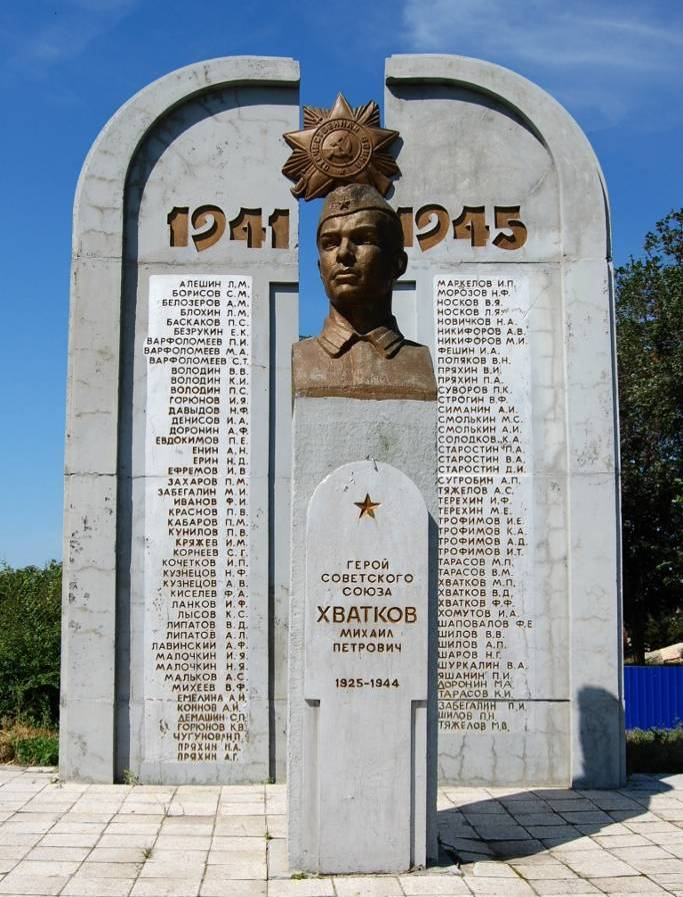 ОТЕЧЕСТВЕННАЯ ВОЙНА
1941 1945
АЛЕШИН Л.М.
БОРИСОВ С.М.
БЕЛОЗЕРОВ А.М.
БЛОХИН Л.М.
БАСКАКОВ П.С.
БЕЗРУКИН Е.К.
ВАРФОЛОМЕЕВ П.И.
ВАРФОЛОМЕЕВ М.А.
ВАРФОЛОМЕЕВ С.Т.
ВОЛОДИН В.В.
ВОЛОДИН К.И.
ВОЛОДИН П.С.
ГОРЮНОВ И.Я.
ДАВЫДОВ Н.Ф.
ДЕНИСОВ И.А.
ДОРОНИН А.Ф.
ЕВДОКИМОВ П.Е.
ЕНИН А.Н.
ЕРИН Н.Д.
ЕФРЕМОВ И.В.
ЗАХАРОВ П.М.
ЗАБЕГАЛИН М.И.
ИВАНОВ Ф.И.
КРАСНОВ П.В.
КАБАРОВ П.М.
КУНИЛОВ П.В.
КРЯЖЕВ И.М.
КОРНЕЕВ С.Г.
КОЧЕТКОВ И.П.
КУЗНЕЦОВ Н.Ф.
КУЗНЕЦОВ А.В.
КИСЕЛЕВ Ф.А.
ЛАНКОВ И.Ф.
ЛЫСОВ К.С.
ЛИПАТОВ В.Д.
ЛИПАТОВ А.Л.
ЛАВИНСКИЙ А.Ф.
МАЛОЧКИН И.Я.
МАЛОЧКИН Н.Я.
МАЛЬКОВ А.С.
МИХЕЕВ В.Ф.
ЕМЕЛИНА А.И.
КОННОВ А.И.
ДЕМАШИН С.П.
ГОРЮНОВ К.В.
ЧУГУНОВ Н.П.
ПРЯХИН Н.А.
ПРЯХИН А.Г.
МАРКЕЛОВ И.П.
МОРОЗОВ Н.Ф.
НОСКОВ В.Я.
НОСКОВ Л.Я.
НОВИЧКОВ Н.А.
НИКИФОРОВ А.В.
НИКИФОРОВ М.И.
ФЕШИН И.А.
ПОЛЯКОВ В.Н.
ПРЯХИН В.И.
ПРЯХИН П.А.
СУВОРОВ П.К.
СТРОГИН В.Ф.
СИМАНИН А.И.
СМОЛЬКИН М.С.
СМОЛЬКИН А.И.
СОЛОДКОВ К.А.
СТАРОСТИН П.А.
СТАРОСТИН В.А.
СТАРОСТИН Д.И.
СУГРОБИН А.П.
ТЯЖЕЛОВ А.С.
ТЕРЕХИН И.Ф.
ТЕРЕХИН М.Е.
ТРОФИМОВ И.Е.
ТРОФИМОВ К.А.
ТРОФИМОВ А.Д.
ТРОФИМОВ И.Т.
ТАРАСОВ М.П.
ТАРАСОВ В.М.
ХВАТКОВ М.П.
ХВАТКОВ В.Д.
ХВАТКОВ Ф.Ф.
ХОМУТОВ И.А.
ШАПОВАЛОВ Ф.Е.
ШИЛОВ В.В.
ШИЛОВ А.П.
ШАРОВ Н.Г.
ШУРКАЛИН В.А.
ЯШАНИН П.И.
ДОРОНИН М.А.
ТАРАСОВ К.И.
ЗАБЕГАЛИН П.И.
ШИЛОВ П.Н.
ТЯЖЕЛОВ М.В.
ГЕРОЙ
СОВЕТСКОГО
СОЮЗА
ХВАТКОВ
МИХАИЛ
ПЕТРОВИЧ
1925-1944